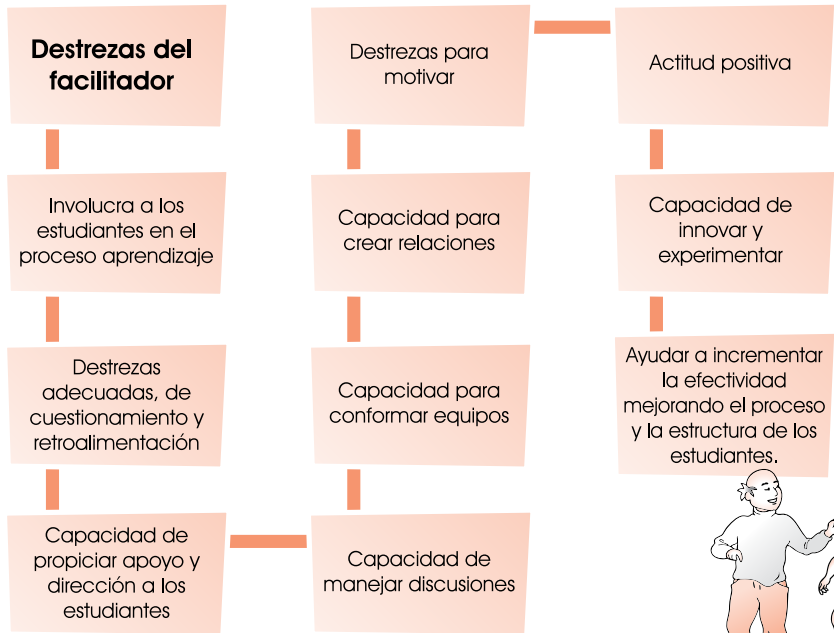 Destrezas del
facilitador
Involucra a los
estudiantes en el
proceso aprendizaje
Destrezas
adecuadas, de
cuestionamiento y
retroalimentación
Capacidad de
propiciar apoyo y
dirección a los
estudiantes
Capacidad de
manejar discusiones
Capacidad para
conformar equipos
Capacidad para
crear relaciones
Destrezas para
motivar
Actitud positiva
Capacidad de
innovar y
experimentar
Ayudar a incrementar
la efectividad
mejorando el proceso
y la estructura de los
estudiantes.